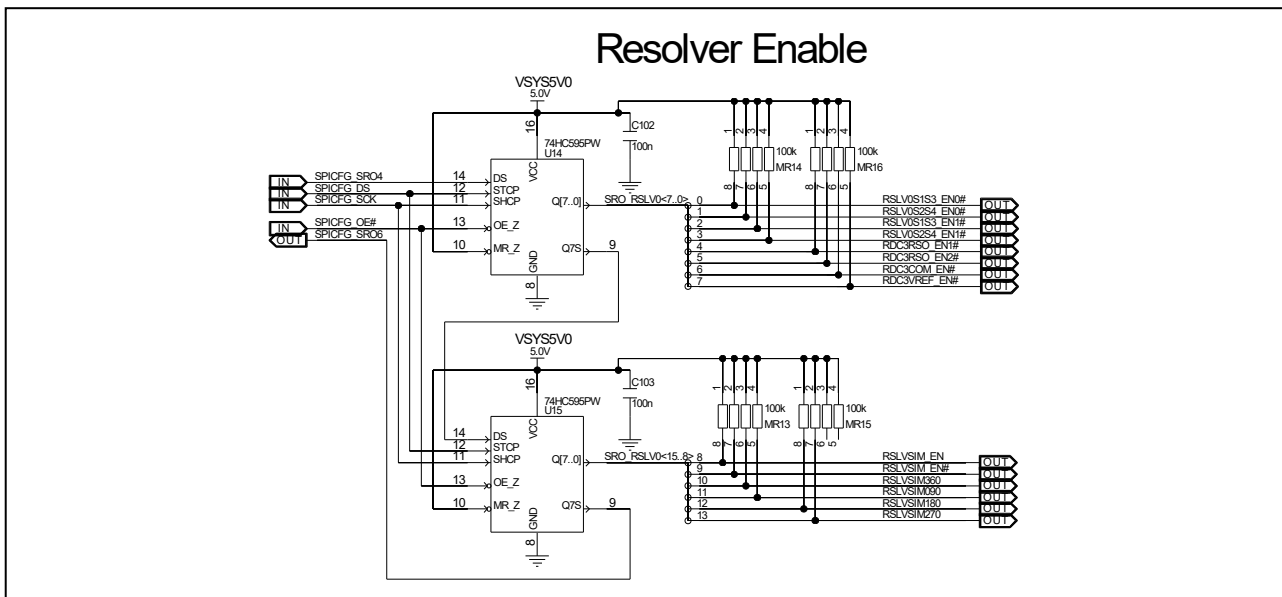 Resolver Enable
VSYS5V0
5.0V
16
C102
100n
74HC595PW
U14
VCC
1 2 3 4
100k
MR14
8 7 6 5
1 2 3 4
100k
MR16
8 7 6 5
IN SPICFG_SRO4 14 DS
IN SPICFG_DS 12 STCP
IN SPICFG_SCK 11 SHCP
IN SPICFG_OE# 13 OE_Z
OUT SPICFG_SRO6
10 MR_Z
Q[7..0] SRO_RSLV0<7..0>
Q7S 9
GND
8
0 RSLV0S1S3_EN0# OUT
1 RSLV0S2S4_EN0# OUT
2 RSLV0S1S3_EN1# OUT
3 RSLV0S2S4_EN1# OUT
4 RDC3RSO_EN1# OUT
5 RDC3RSO_EN2# OUT
6 RDC3COM_EN# OUT
7 RDC3VREF_EN# OUT
VSYS5V0
5.0V
16
C103
100n
74HC595PW
U15
VCC
1 2 3 4
100k
MR13
8 7 6 5
1 2 3 4
100k
MR15
8 7 6 5
14 DS
12 STCP
11 SHCP
13 OE_Z
10 MR_Z
Q[7..0] SRO_RSLV0<15..8>
Q7S 9
GND
8
8 RSLVSIM_EN OUT
9 RSLVSIM_EN# OUT
10 RSLVSIM360 OUT
11 RSLVSIM090 OUT
12 RSLVSIM180 OUT
13 RSLVSIM270 OUT